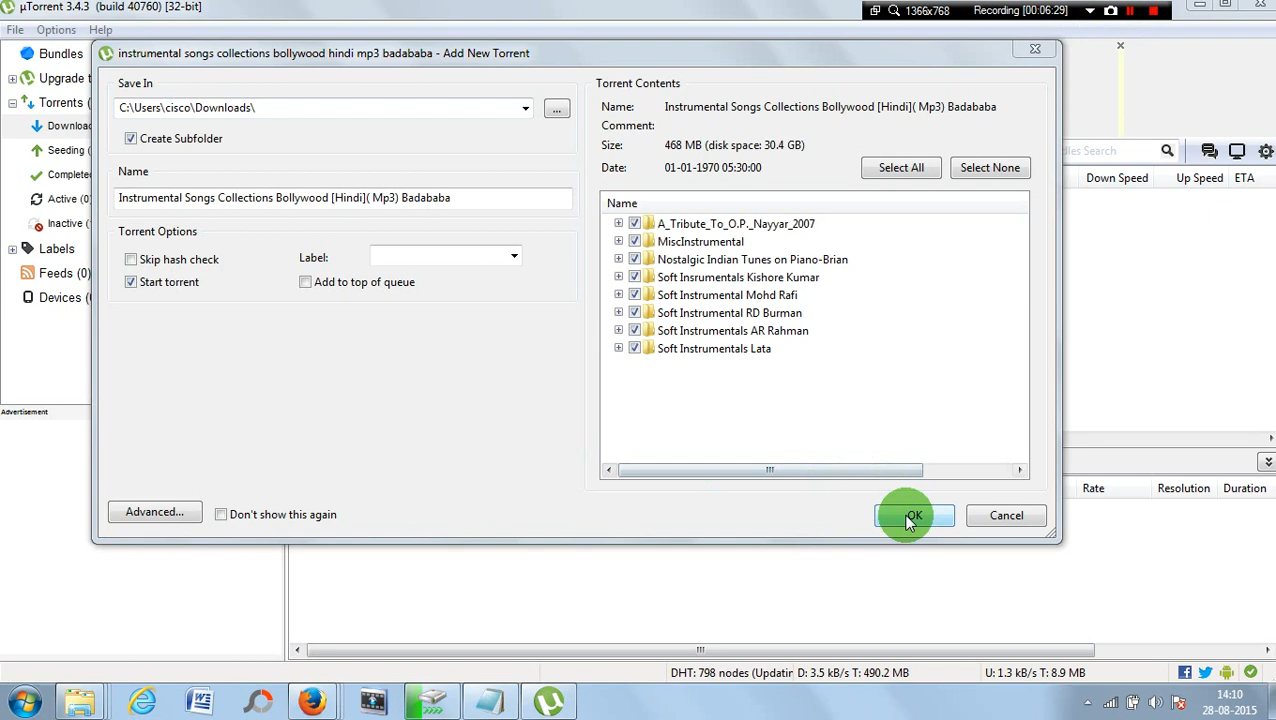 µTorrent 3.4.3 (build 40760) [32-bit]
1366x768
Recording [00:06:29]
File Options Help
Bundles
Upgrade t
Torrents (
Downloa
Seeding (
Complete
Active (0)
Inactive (
Labels
Feeds (0)
Devices (
Advertisement
instrumental songs collections bollywood hindi mp3 badababa - Add New Torrent
Save In
C:\Users\cisco\Downloads\
...
Create Subfolder
Name
Instrumental Songs Collections Bollywood [Hindi]( Mp3) Badababa
Torrent Options
Skip hash check
Label:
Start torrent
Add to top of queue
Advanced...
Don't show this again
Torrent Contents
Name: Instrumental Songs Collections Bollywood [Hindi]( Mp3) Badababa
Comment:
Size: 468 MB (disk space: 30.4 GB)
Date: 01-01-1970 05:30:00
Select All
Select None
Name
A_Tribute_To_O.P._Nayyar_2007
MiscInstrumental
Nostalgic Indian Tunes on Piano-Brian
Soft Insrumentals Kishore Kumar
Soft Instrumental Mohd Rafi
Soft Instrumental RD Burman
Soft Instrumentals AR Rahman
Soft Instrumentals Lata
OK
Cancel
dles Search
Down Speed Up Speed ETA
Rate Resolution Duration
DHT: 798 nodes (Updatin D: 3.5 kB/s T: 490.2 MB U: 1.3 kB/s T: 8.9 MB
14:10
28-08-2015